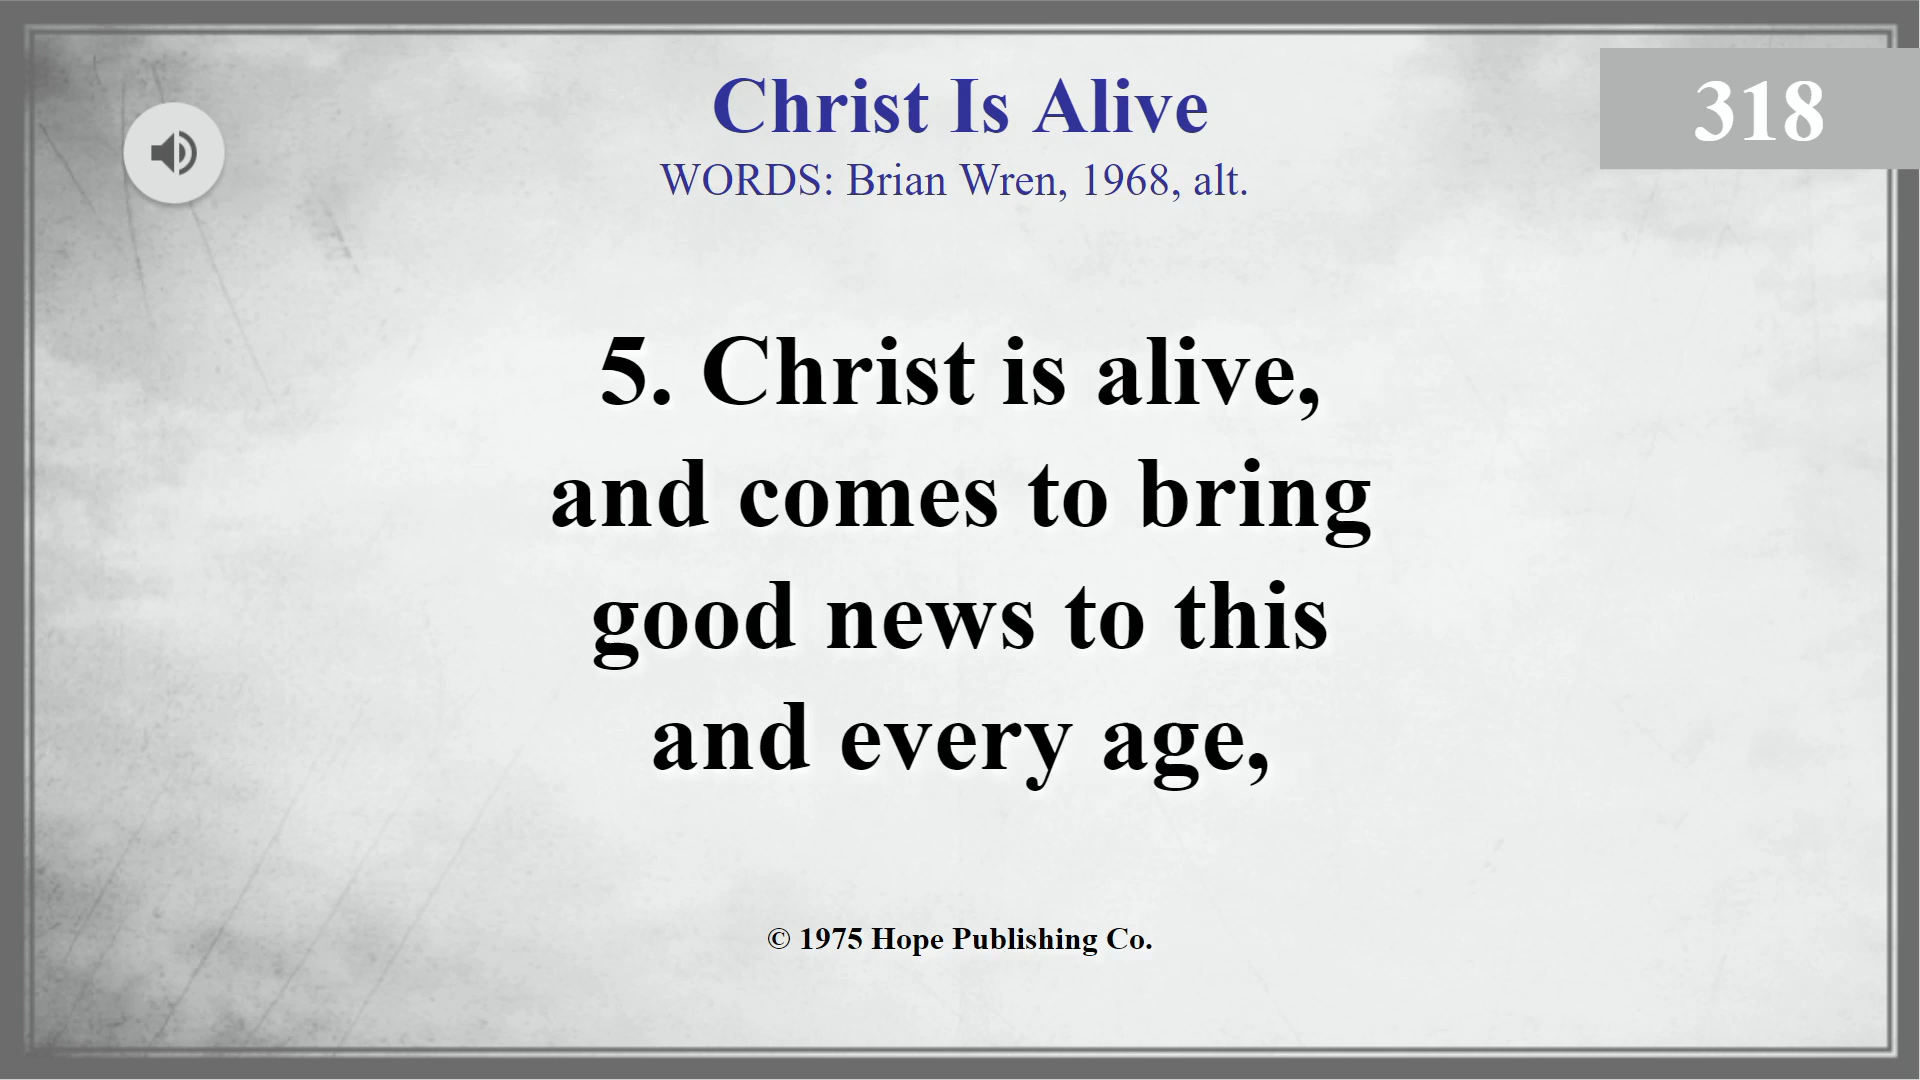 Christ Is Alive
318
WORDS: Brian Wren, 1968, alt.
5. Christ is alive,
and comes to bring
good news to this
and every age,
© 1975 Hope Publishing Co.